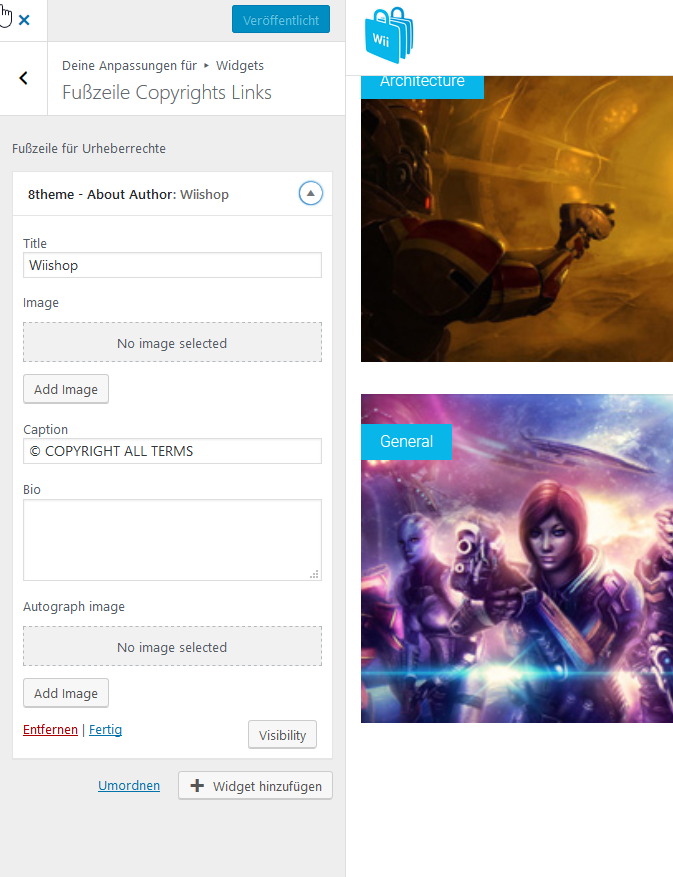 Veröffentlicht
Deine Anpassungen für ▸ Widgets
Fußzeile Copyrights Links
Fußzeile für Urheberrechte
8theme - About Author: Wiishop
Title
Wiishop
Image
No image selected
Add Image
Caption
© COPYRIGHT ALL TERMS
Bio
Autograph image
No image selected
Add Image
Entfernen | Fertig
Visibility
Umordnen
Widget hinzufügen
Wii
Architecture
General